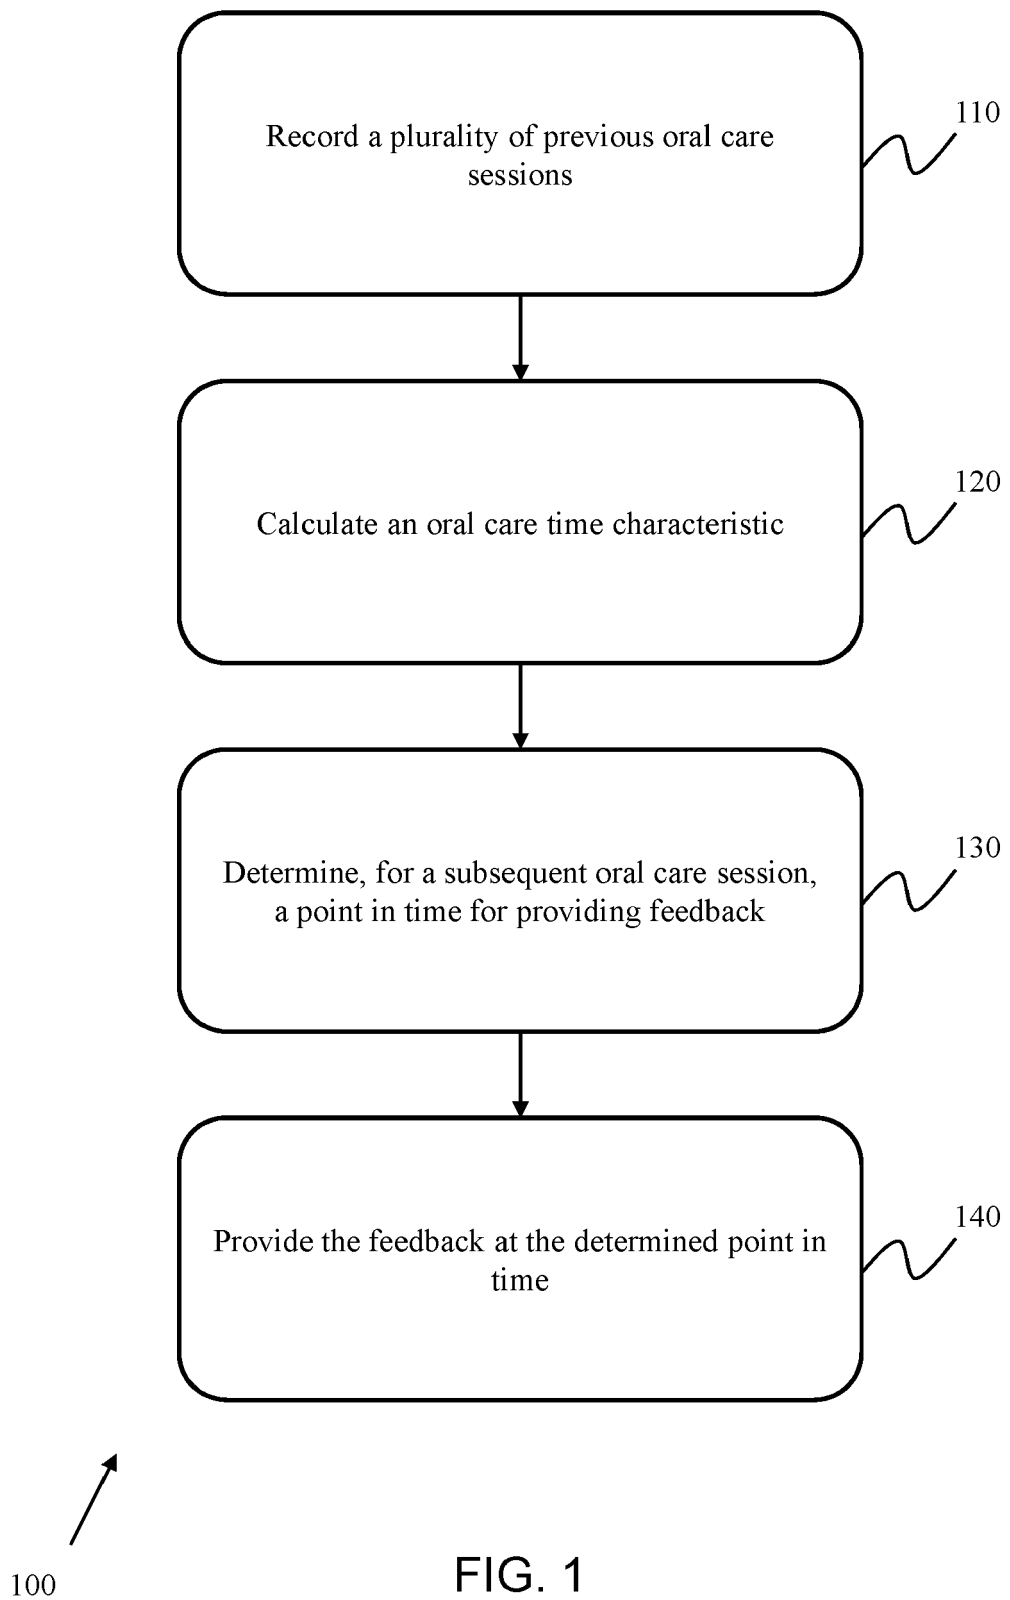 Record a plurality of previous oral care
sessions
110
Calculate an oral care time characteristic
120
Determine, for a subsequent oral care session,
a point in time for providing feedback
130
Provide the feedback at the determined point in
time
140
100
FIG. 1